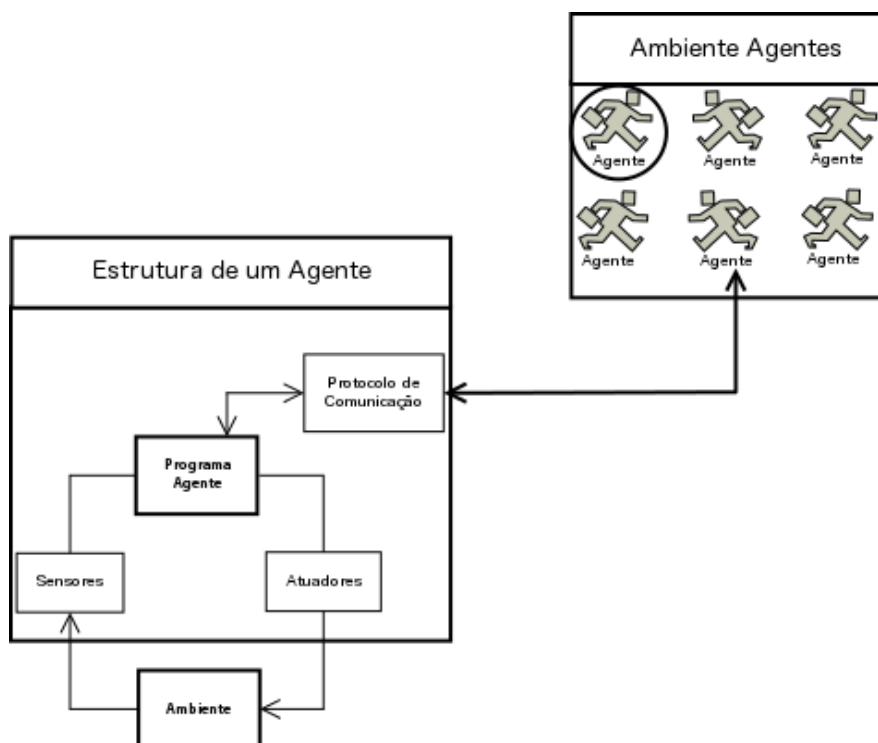 Ambiente Agentes
Agente Agente Agente
Agente Agente Agente
Estrutura de um Agente
Protocolo de
Comunicação
Programa
Agente
Sensores
Atuadores
Ambiente